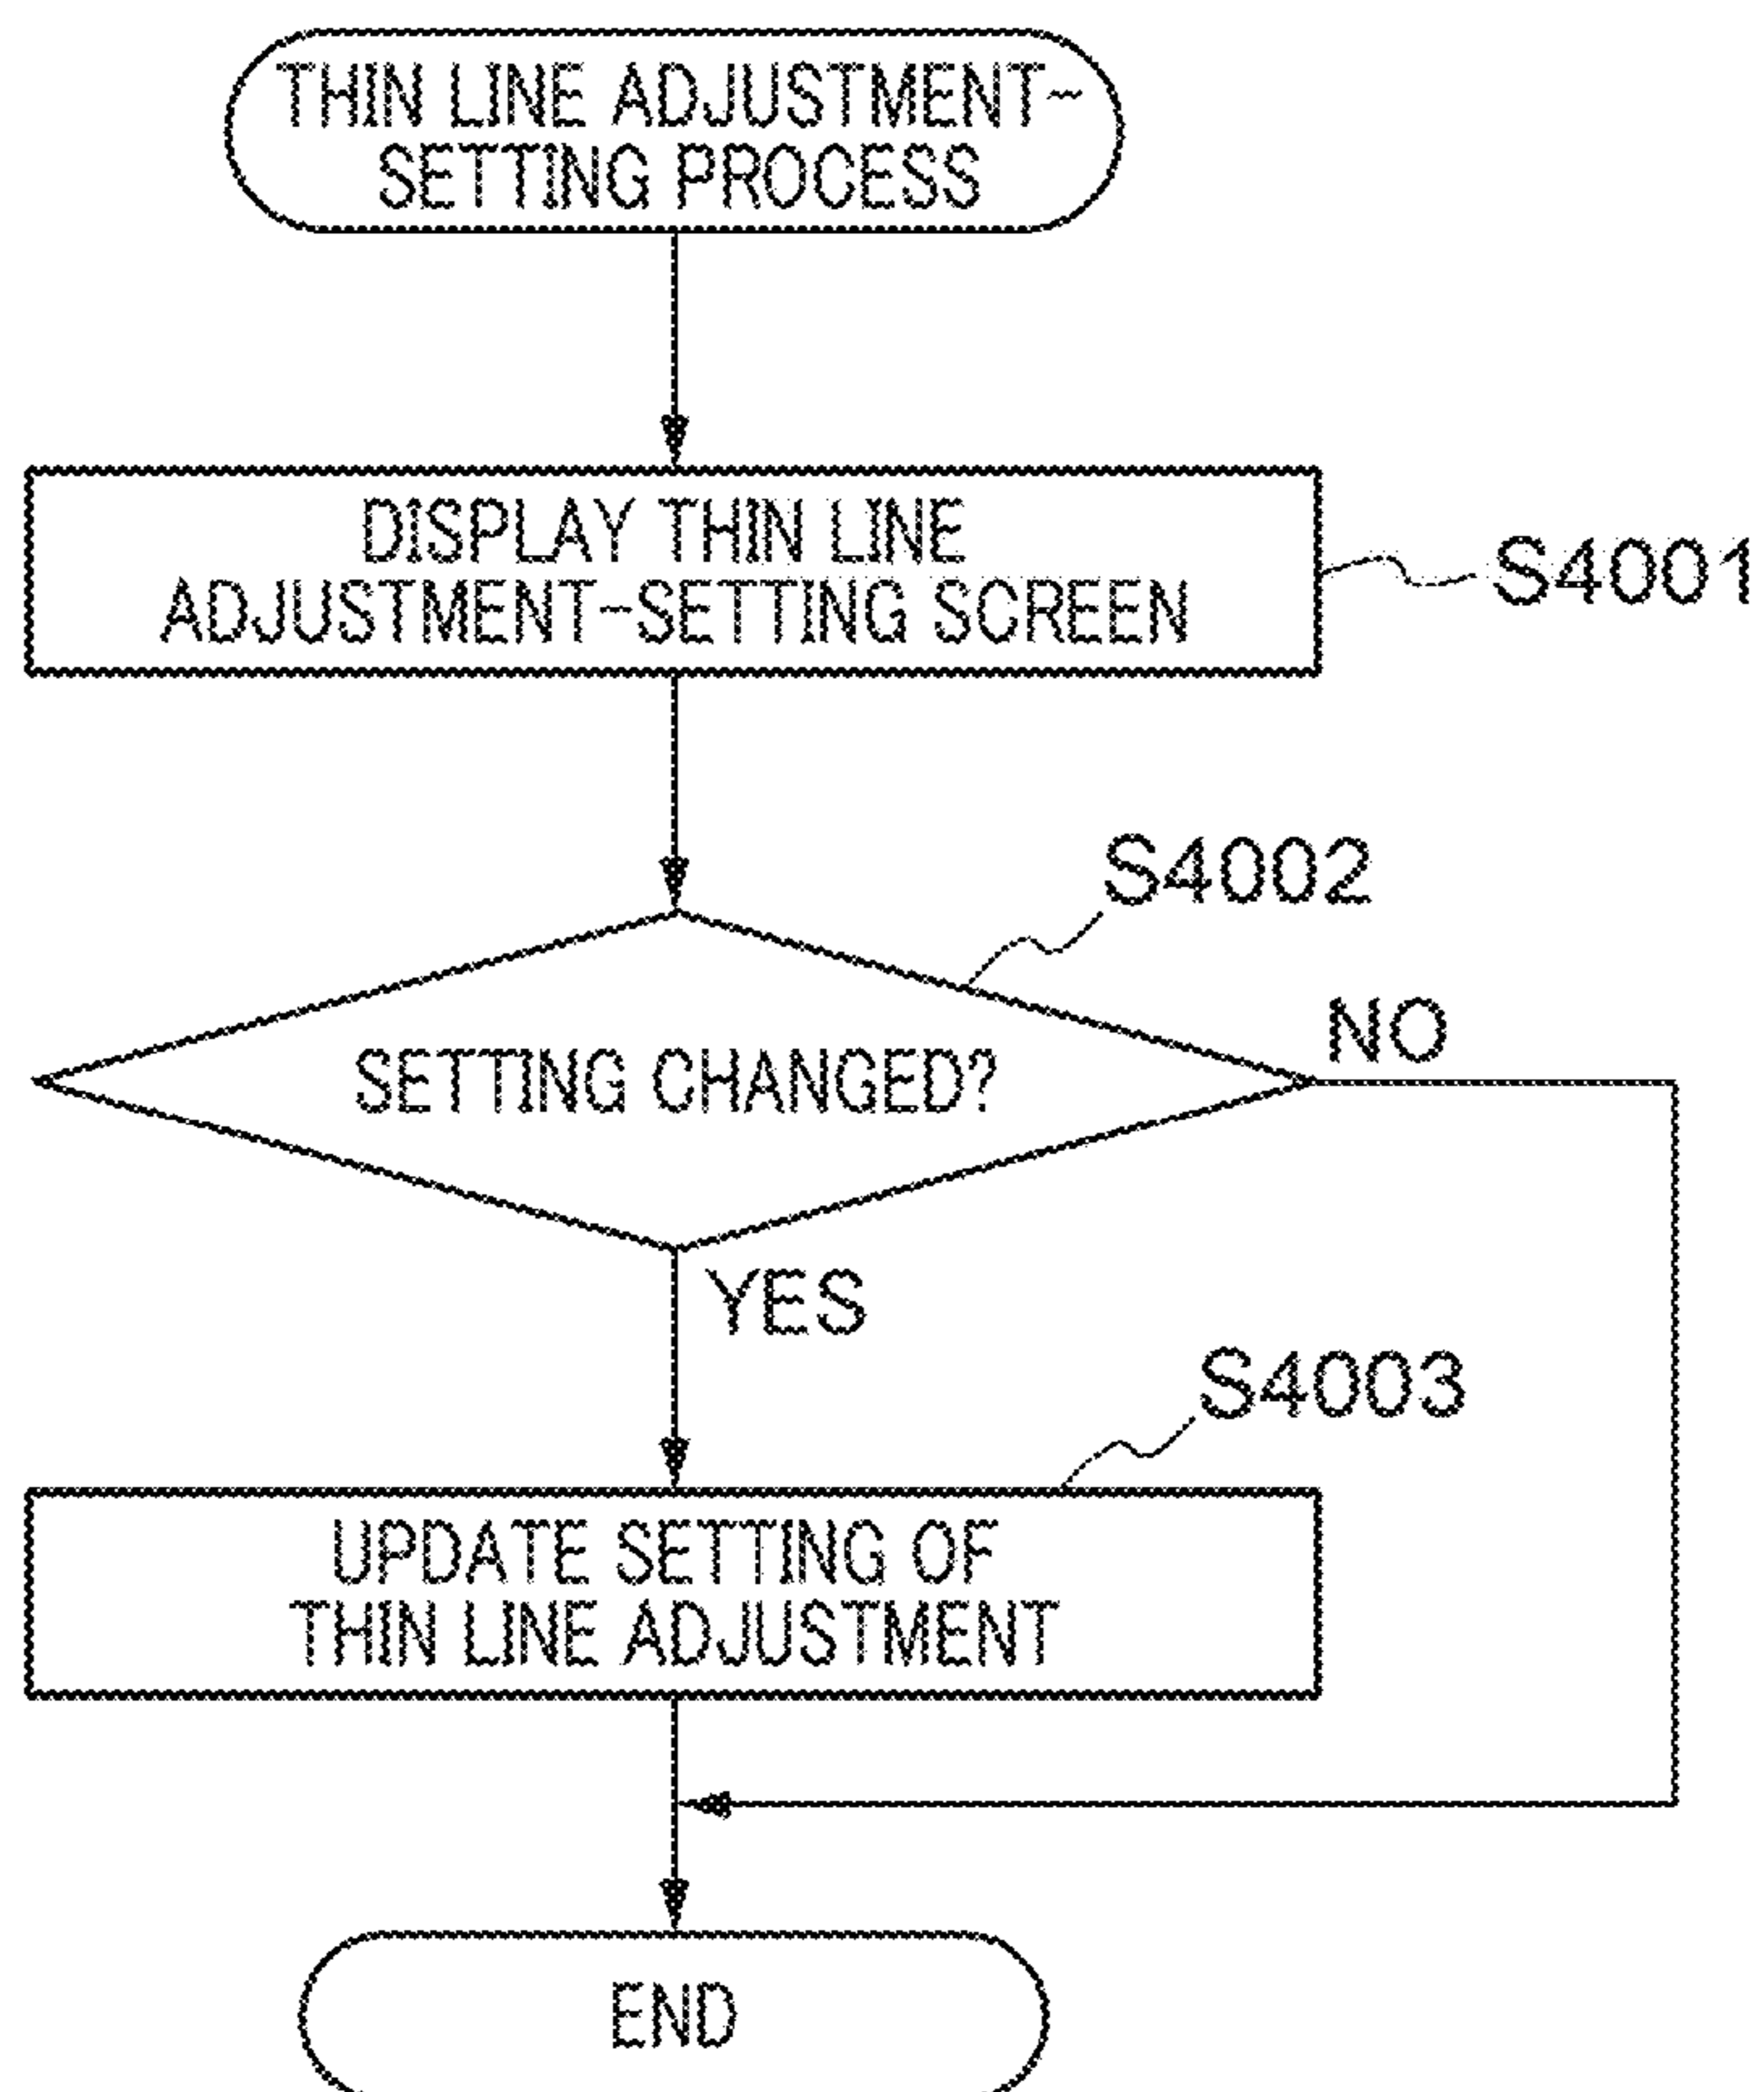 THIN LINE ADJUSTMENT-
SETTING PROCESS
DISPLAY THIN LINE
ADJUSTMENT-SETTING SCREEN
S4001
S4002
SETTING CHANGED?
NO
YES
S4003
UPDATE SETTING OF
THIN LINE ADJUSTMENT
END